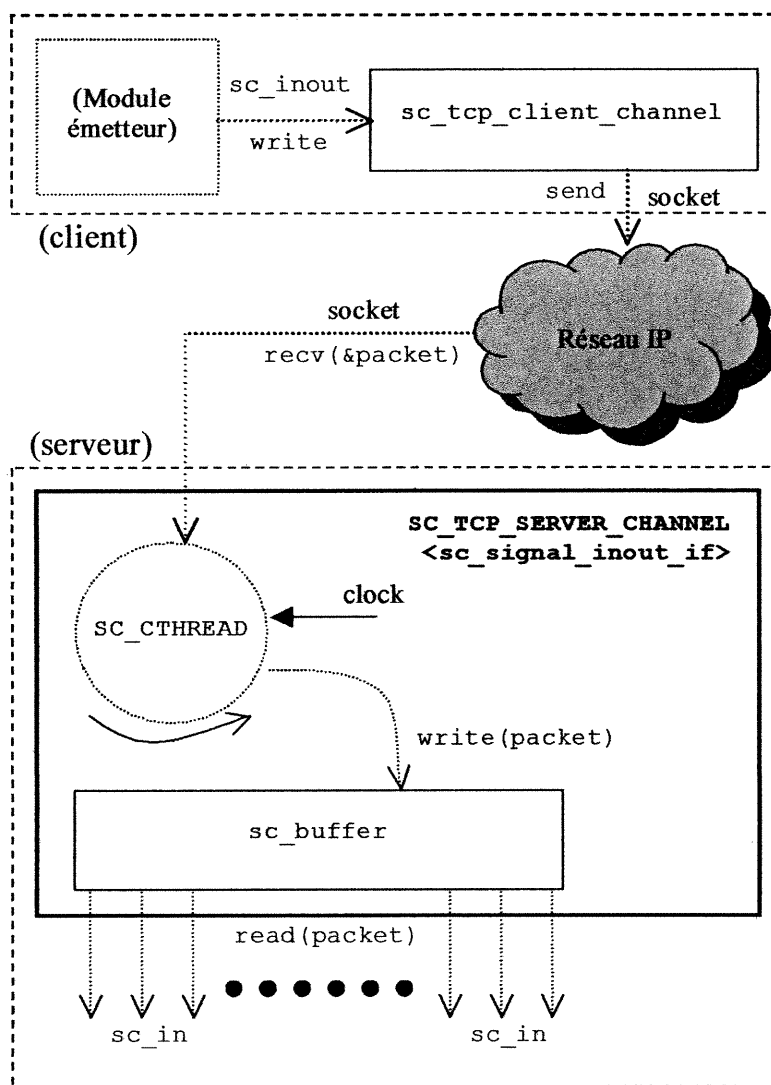 (Module
émetteur)
sc_inout
write
sc_tcp_client_channel
send
socket
(client)
socket
recv(&packet)
Réseau IP
(serveur)
SC_TCP_SERVER_CHANNEL
<sc_signal_inout_if>
clock
SC_CTHREAD
write(packet)
sc_buffer
read(packet)
sc_in
sc_in